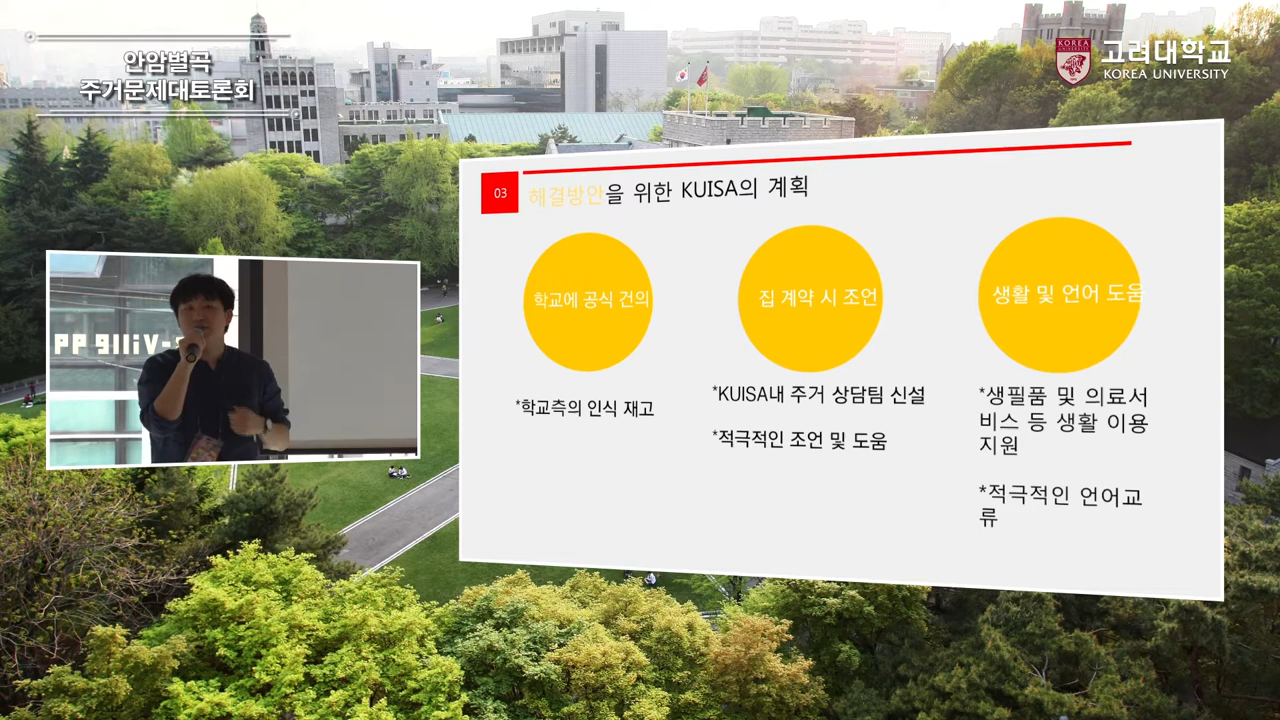 안암별곡
주거문제대토론회
KOREA
고려대학교
KOREA UNIVERSITY
03
해결방안을 위한 KUISA의 계획
학교에 공식 건의
집 계약 시 조언
생활 및 언어 도움
*학교측의 인식 재고
*KUISA내 주거 상담팀 신설
*적극적인 조언 및 도움
*생필품 및 의료서
비스 등 생활 이용
지원
*적극적인 언어교
류